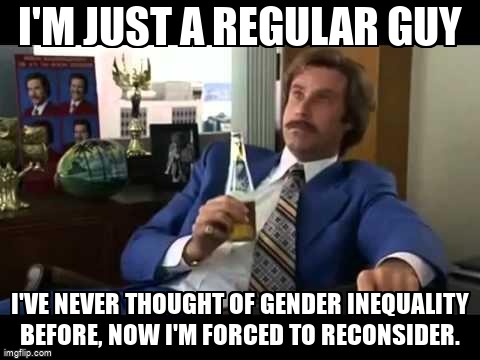 I'M JUST A REGULAR GUY
I'VE NEVER THOUGHT OF GENDER INEQUALITY
BEFORE, NOW I'M FORCED TO RECONSIDER.
imgflip.com